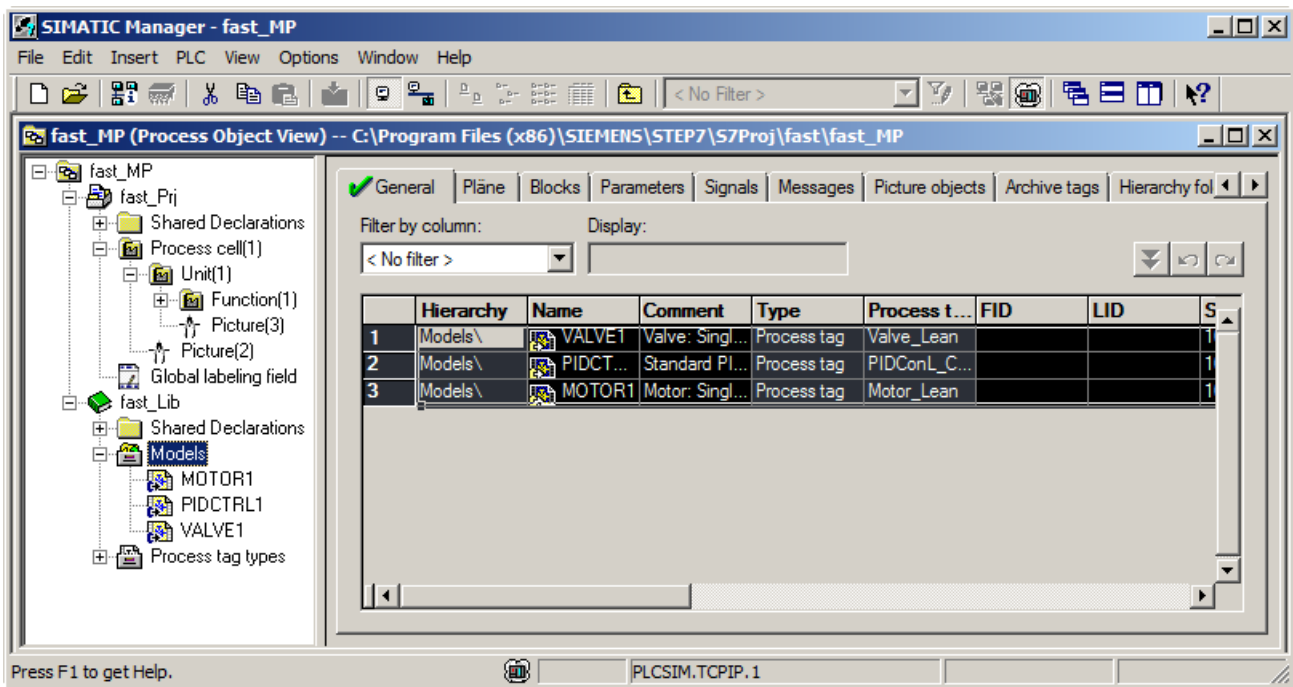 SIMATIC Manager - fast_MP
File Edit Insert PLC View Options Window Help
< No Filter >
fast_MP (Process Object View) -- C:\Program Files (x86)\SIEMENS\STEP7\S7Proj\fast\fast_MP
fast_MP
fast_Prj
Shared Declarations
Process cell(1)
Unit(1)
Function(1)
Picture(3)
Picture(2)
Global labeling field
fast_Lib
Shared Declarations
Models
MOTOR1
PIDCTRL1
VALVE1
Process tag types
General Pläne Blocks Parameters Signals Messages Picture objects Archive tags Hierarchy fol
Filter by column: Display:
< No filter >
Hierarchy Name Comment Type Process t... FID LID S
1 Models\ VALVE1 Valve: Singl... Process tag Valve_Lean 1
2 Models\ PIDCT... Standard PI... Process tag PIDConL_C... 1
3 Models\ MOTOR1 Motor: Singl... Process tag Motor_Lean 1
Press F1 to get Help. PLCSIM.TCPIP.1